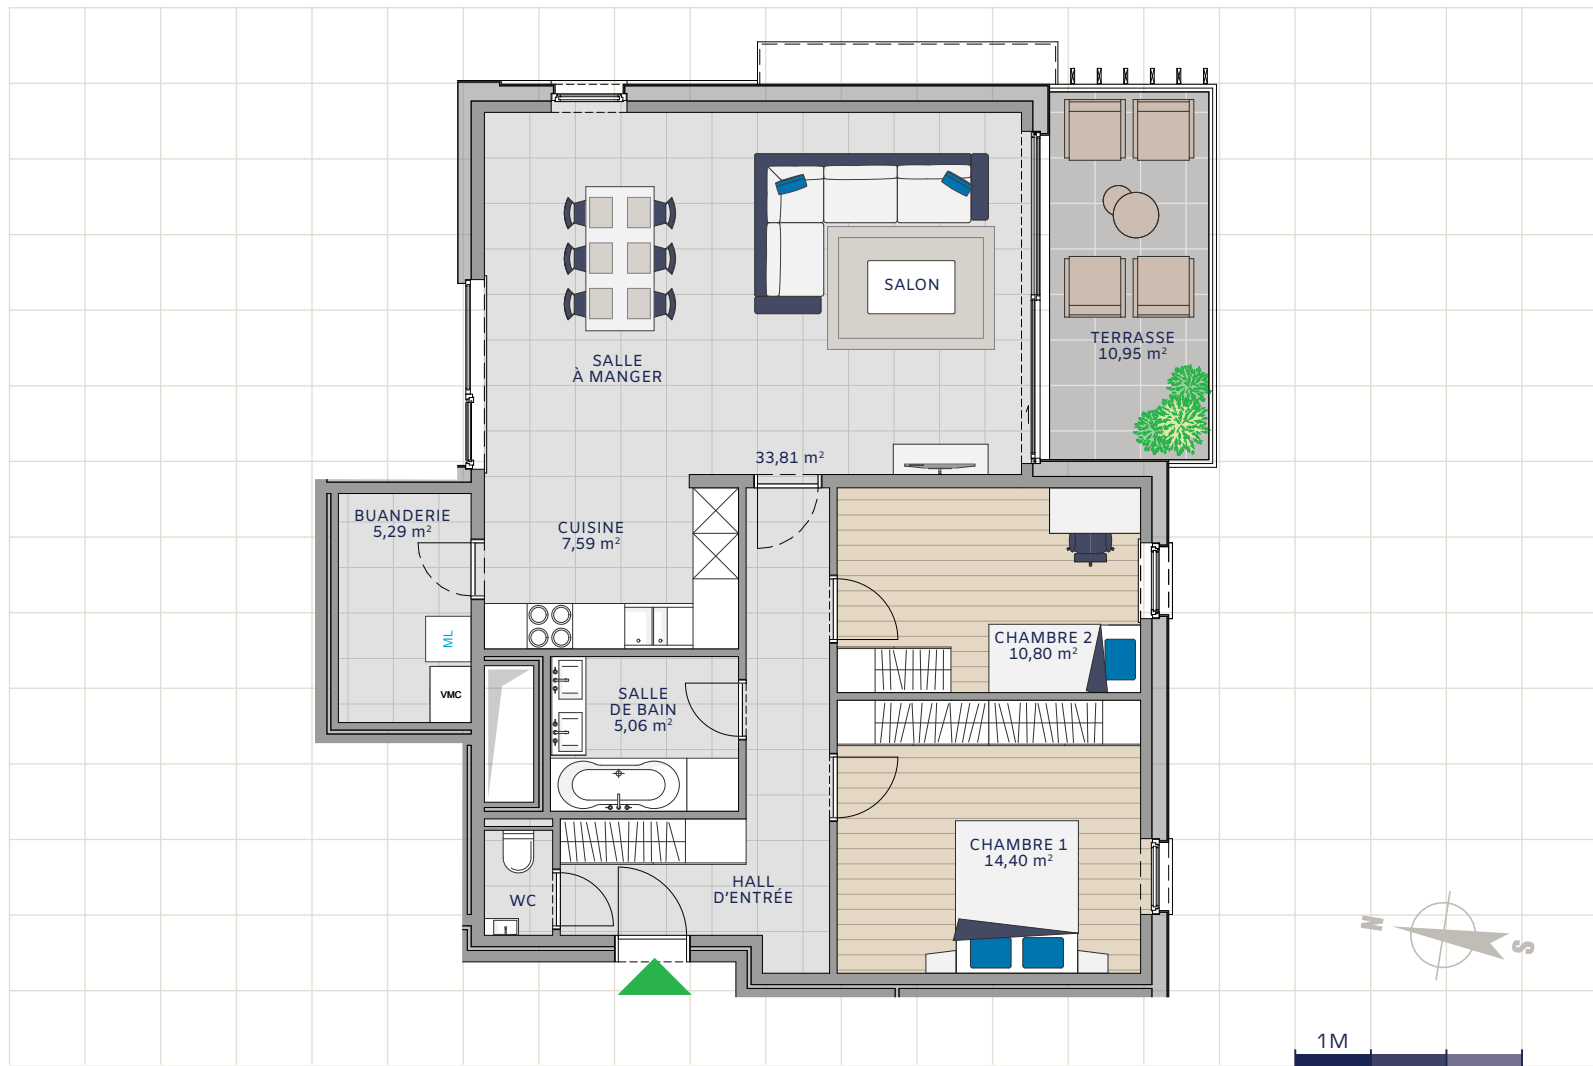 SALON
TERRASSE
10,95 m²
SALLE
À MANGER
33,81 m²
BUANDERIE
5,29 m²
CUISINE
7,59 m²
ML
VMC
CHAMBRE 2
10,80 m²
SALLE
DE BAIN
5,06 m²
CHAMBRE 1
14,40 m²
HALL
D'ENTRÉE
WC
N
S
1M